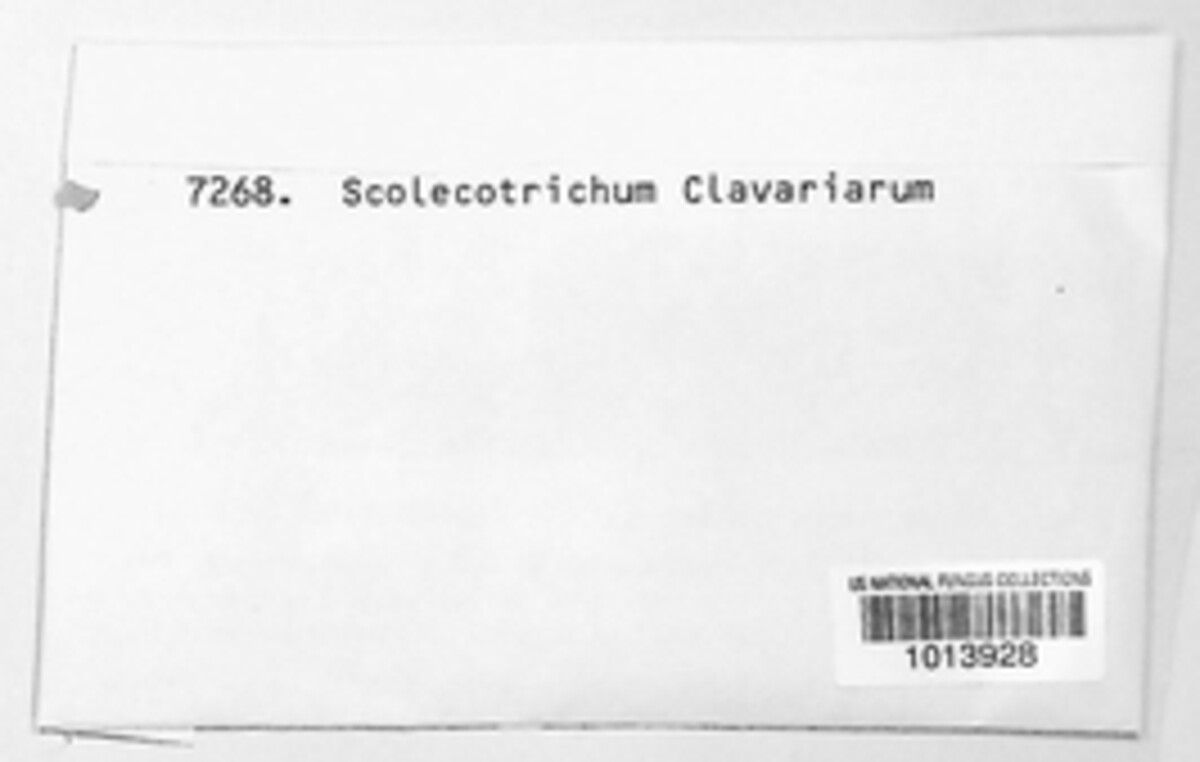 7268. Scolecotrichum Clavariarum
US NATIONAL FUNGUS COLLECTIONS
1013928